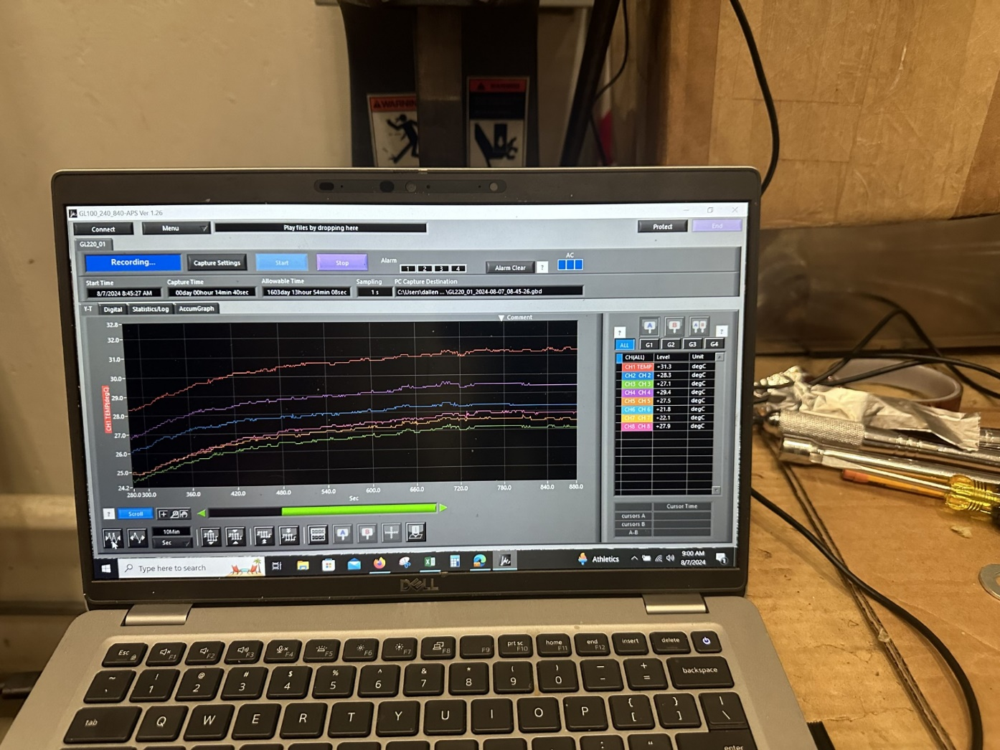 WARNING
GL100_240_840-APS Ver 1.26
Connect
Menu
Play files by dropping here
Protect
End
GL220_01
Recording...
Capture Settings
Start
Stop
Alarm
1 2 3 4
Alarm Clear
?
AC
Start Time
Capture Time
Allowable Time
Sampling
PC Capture Destination
8/7/2024 8:45:27 AM
00day 00hour 14min 40sec
1603day 13hour 54min 08sec
1 s
C:\Users\dallen ... \GL220_01_2024-08-07_08-45-26.gbd
Y-T
Digital
Statistics/Log
AccumGraph
Comment
32.8
32.0
31.0
30.0
29.0
28.0
27.0
26.0
25.0
24.2
CH1 TEMP[degC]
280.0 300.0 360.0 420.0 480.0 540.0 600.0 660.0 720.0 780.0 840.0 880.0
Sec
? A B A B ?
ALL G1 G2 G3 G4
CH(ALL) Level Unit
CH1 TEMP +31.3 degC
CH2 CH 2 +28.3 degC
CH3 CH 3 +27.1 degC
CH4 CH 4 +29.4 degC
CH5 CH 5 +27.5 degC
CH6 CH 6 +21.8 degC
CH7 CH 7 +22.1 degC
CH8 CH 8 +27.9 degC
Cursor Time
cursors A
cursors B
A-B
?
Scroll
10Min
Sec
A B
Type here to search
Athletics
9:00 AM
8/7/2024
1
DELL
Esc F1 F2 F3 F4 F5 F6 F7 F8 F9 prt sc F10 home F11 end F12 insert delete
~ ` ! 1 @ 2 # 3 $ 4 % 5 ^ 6 & 7 * 8 ( 9 ) 0 _ - + = backspace
tab Q W E R T Y U I O P { [ } ] | \
: " enter